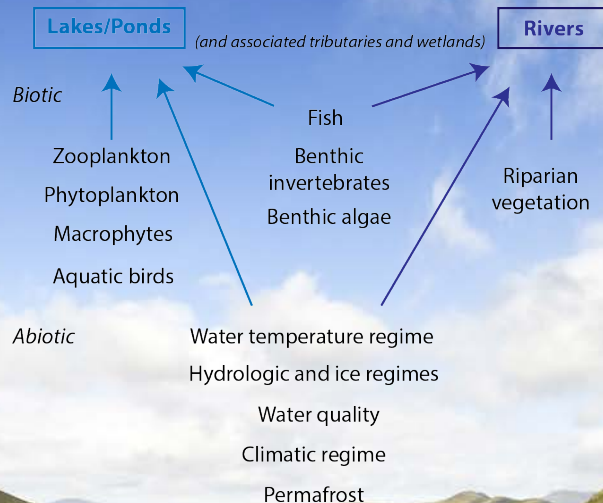 Lakes/Ponds
(and associated tributaries and wetlands)
Rivers
Biotic
Fish
Zooplankton
Benthic
invertebrates
Riparian
vegetation
Phytoplankton
Benthic algae
Macrophytes
Aquatic birds
Abiotic
Water temperature regime
Hydrologic and ice regimes
Water quality
Climatic regime
Permafrost